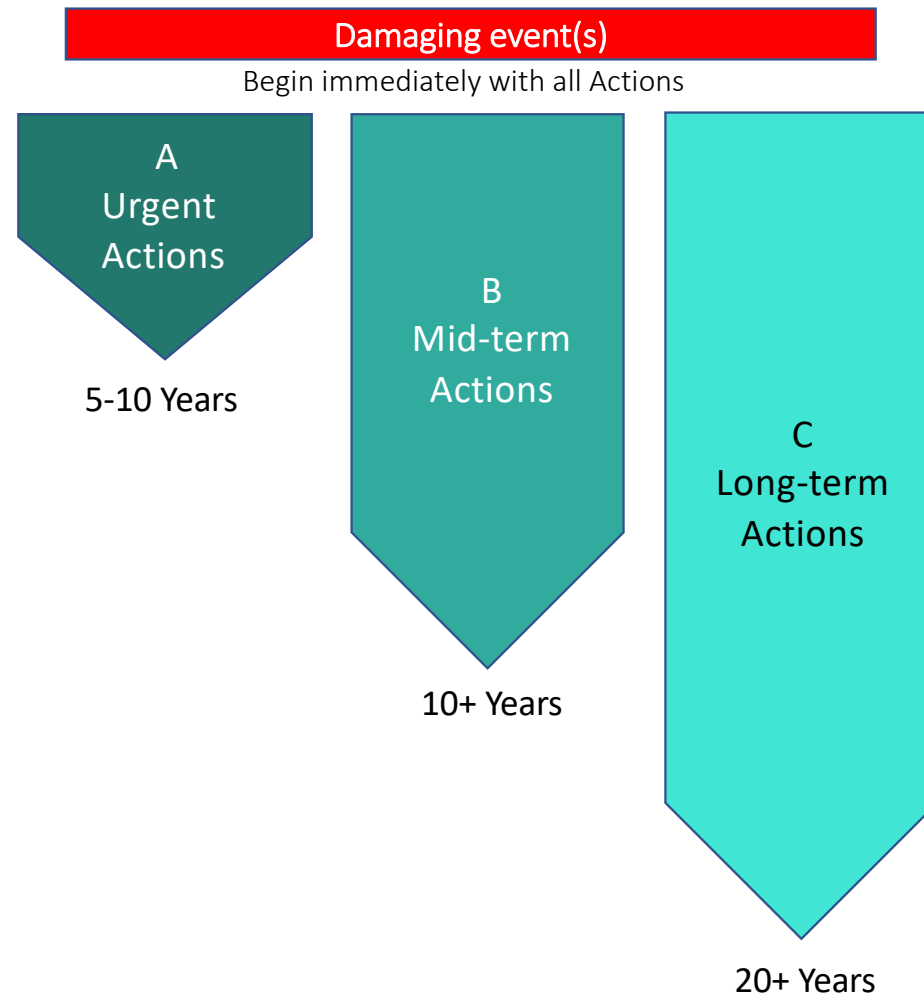 Damaging event(s)
Begin immediately with all Actions
A
Urgent
Actions
5-10 Years
B
Mid-term
Actions
10+ Years
C
Long-term
Actions
20+ Years